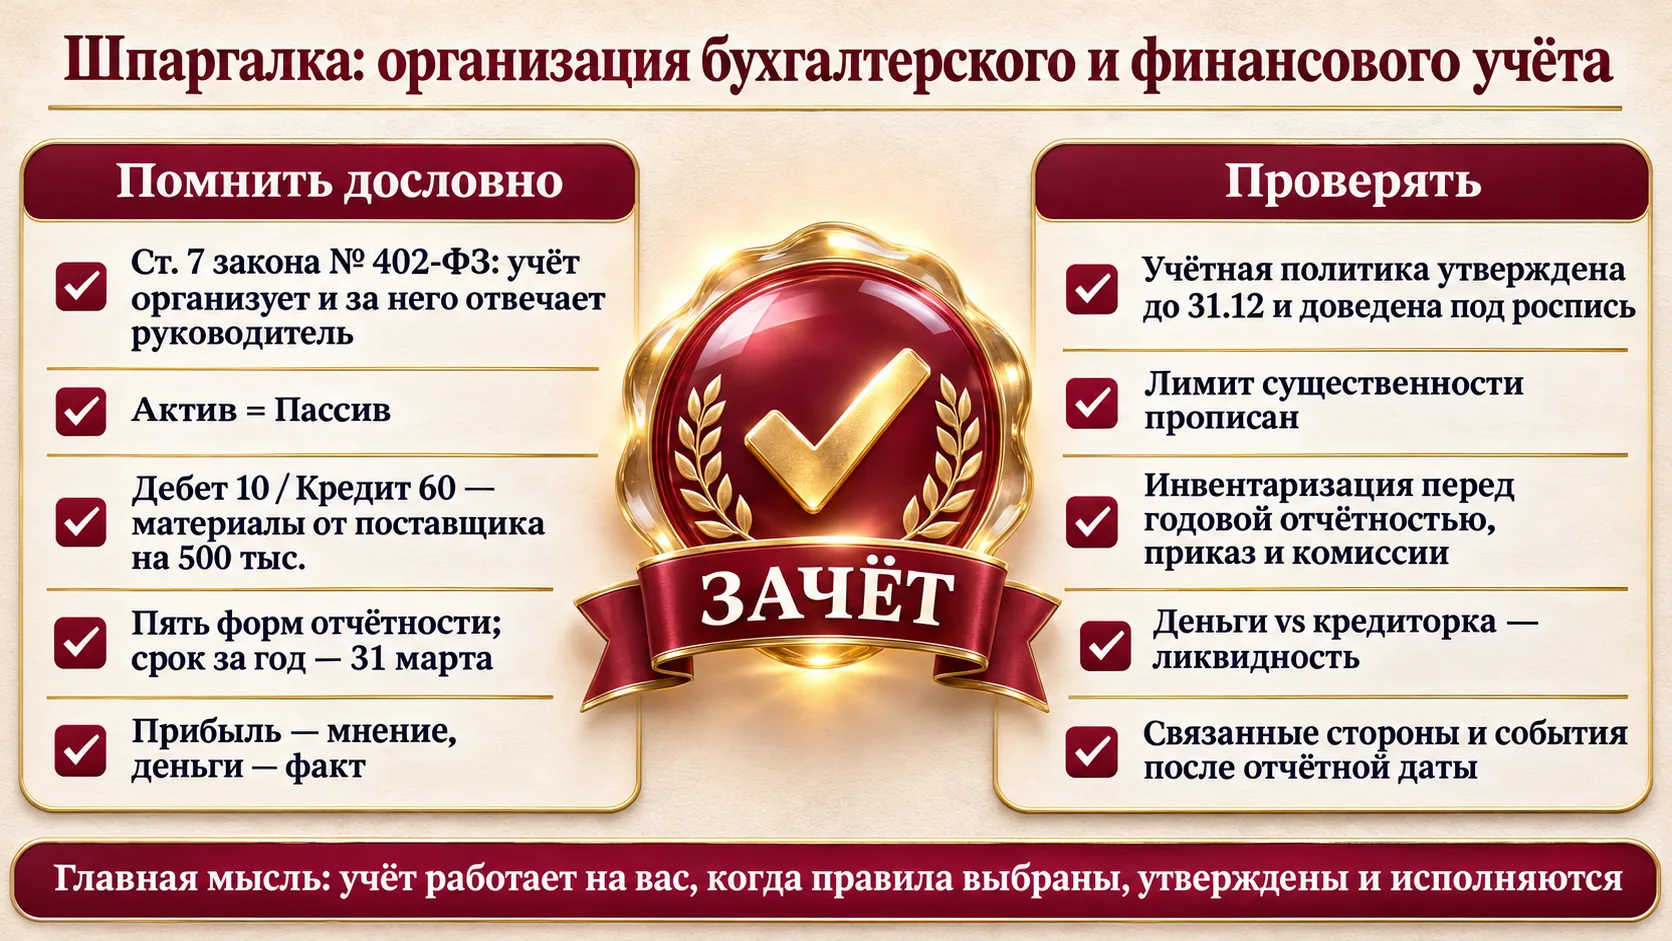 Шпаргалка: организация бухгалтерского и финансового учёта
Помнить дословно
Ст. 7 закона № 402-ФЗ: учёт
организует и за него отвечает
руководитель
Актив = Пассив
Дебет 10 / Кредит 60 —
материалы от поставщика
на 500 тыс.
Пять форм отчётности;
срок за год — 31 марта
Прибыль — мнение,
деньги — факт
ЗАЧЁТ
Проверять
Учётная политика утверждена
до 31.12 и доведена под роспись
Лимит существенности
прописан
Инвентаризация перед
годовой отчётностью,
приказ и комиссии
Деньги vs кредиторка —
ликвидность
Связанные стороны и события
после отчётной даты
Главная мысль: учёт работает на вас, когда правила выбраны, утверждены и исполняются